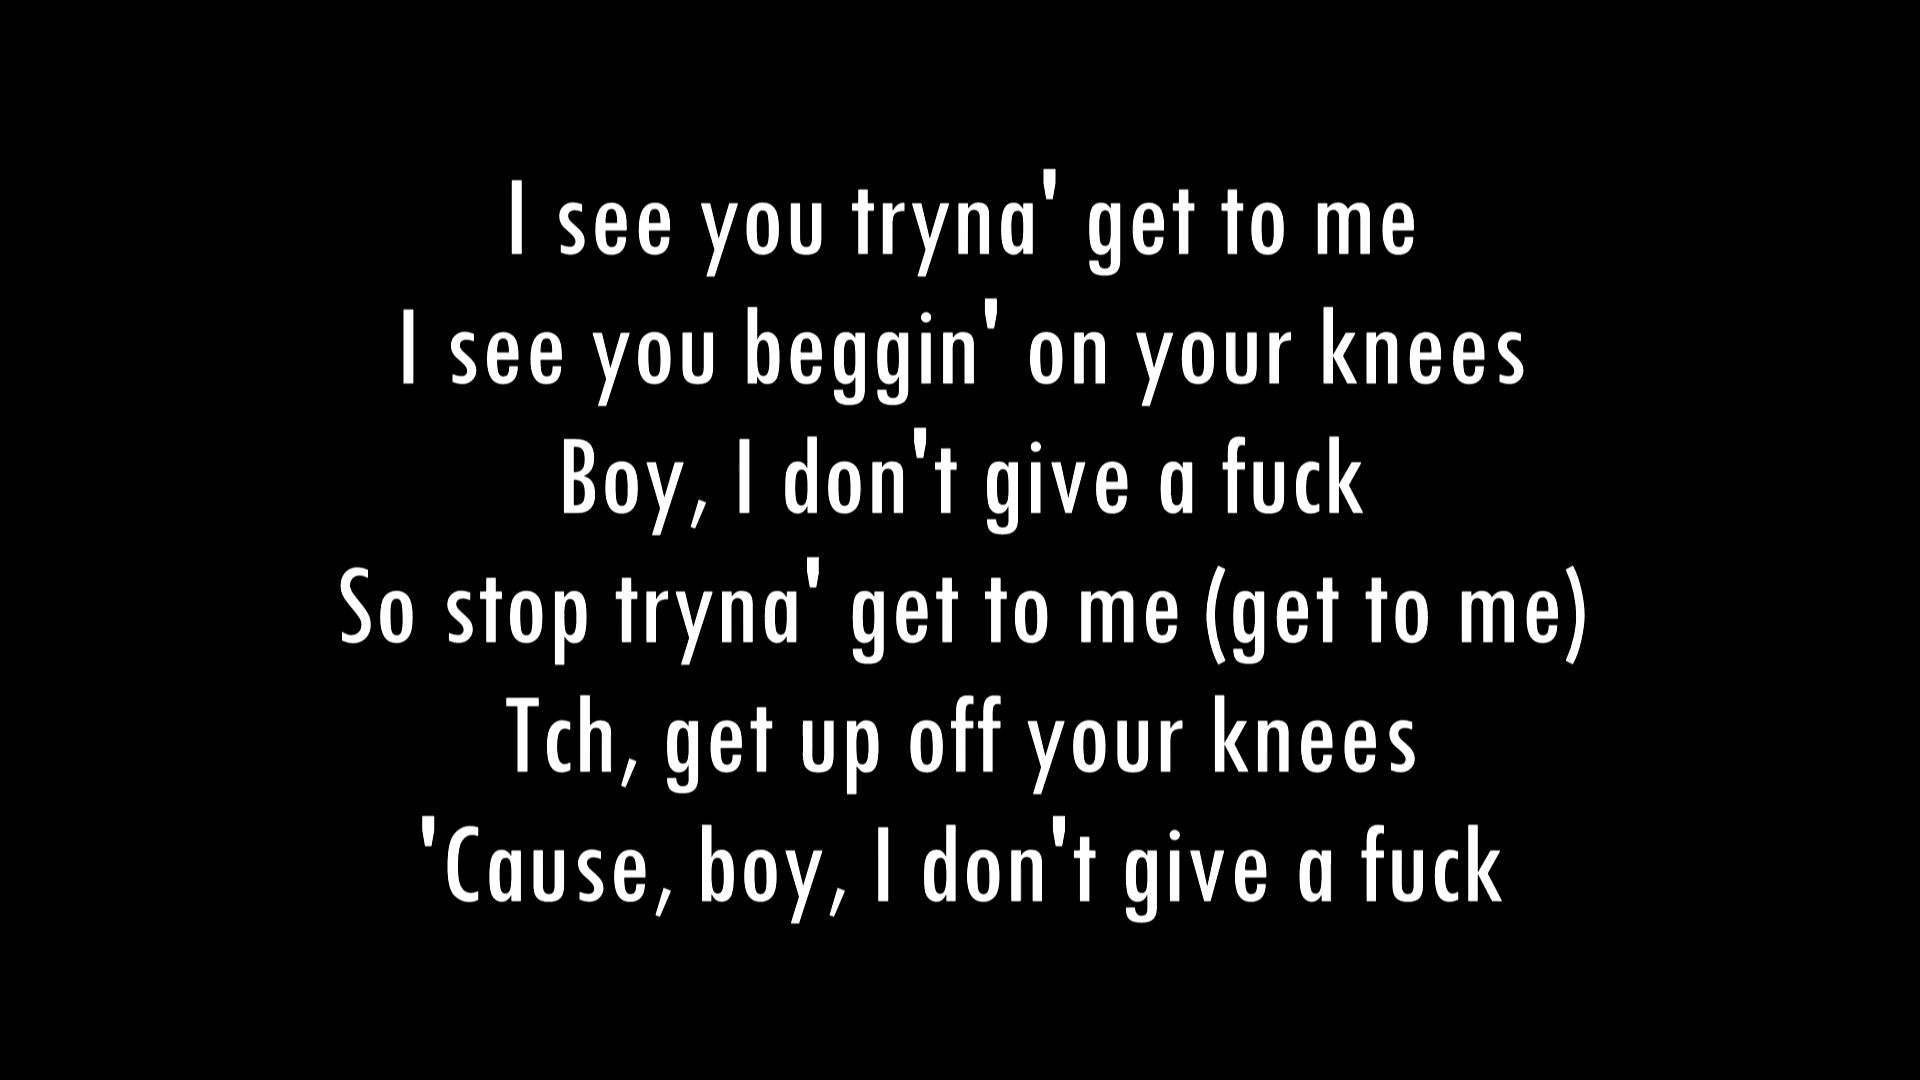 I see you tryna' get to me
I see you beggin' on your knees
Boy, I don't give a fuck
So stop tryna' get to me (get to me)
Tch, get up off your knees
'Cause, boy, I don't give a fuck